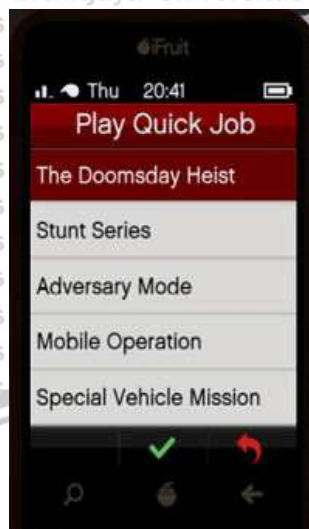 iFruit
Thu 20:41
Play Quick Job
The Doomsday Heist
Stunt Series
Adversary Mode
Mobile Operation
Special Vehicle Mission